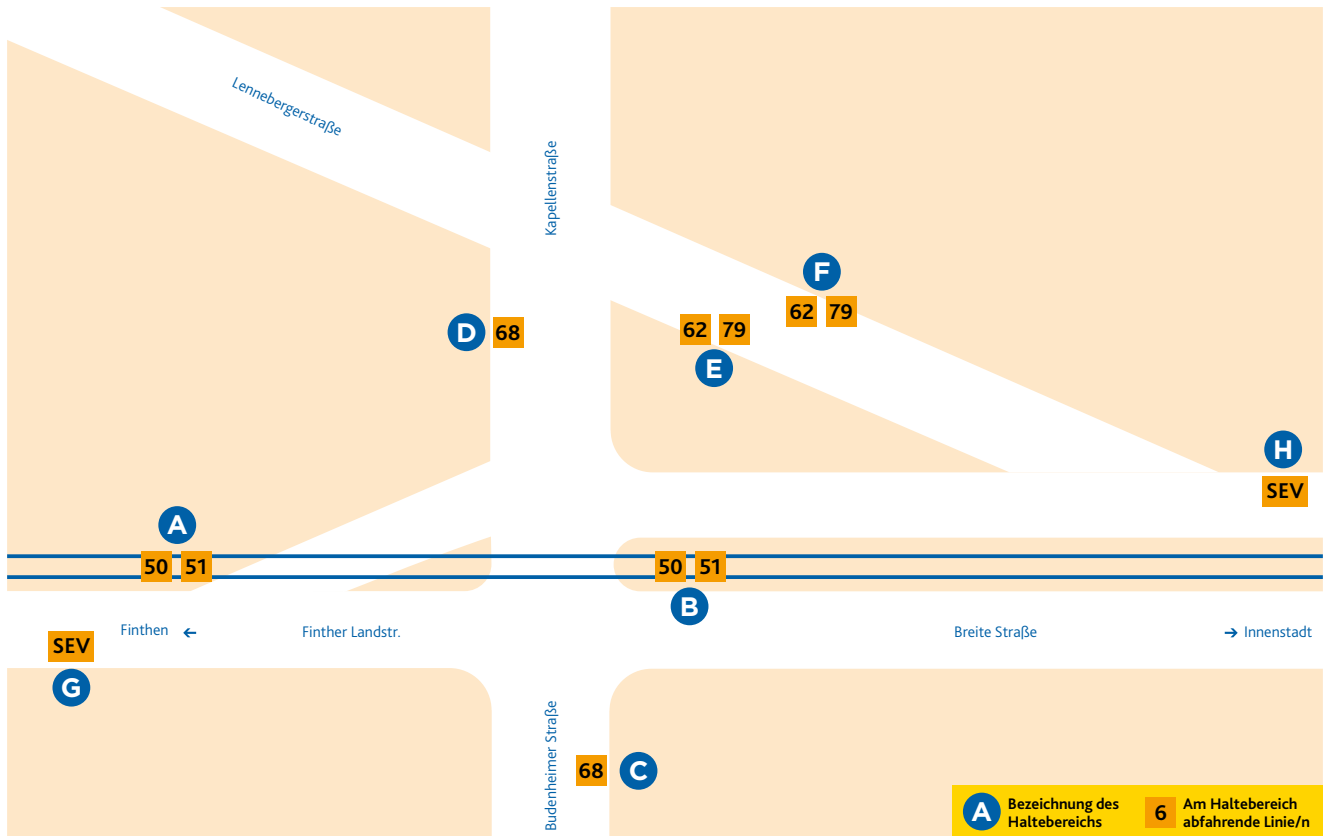 Lennebergerstraße
Kapellenstraße
F
62 79
D 68
62 79
E
H
SEV
A
50 51
50 51
B
Finthen ←
Finther Landstr.
Breite Straße
→ Innenstadt
SEV
G
Budenheimer Straße
68 C
A
Bezeichnung des
Haltebereichs
6
Am Haltebereich
abfahrende Linie/n